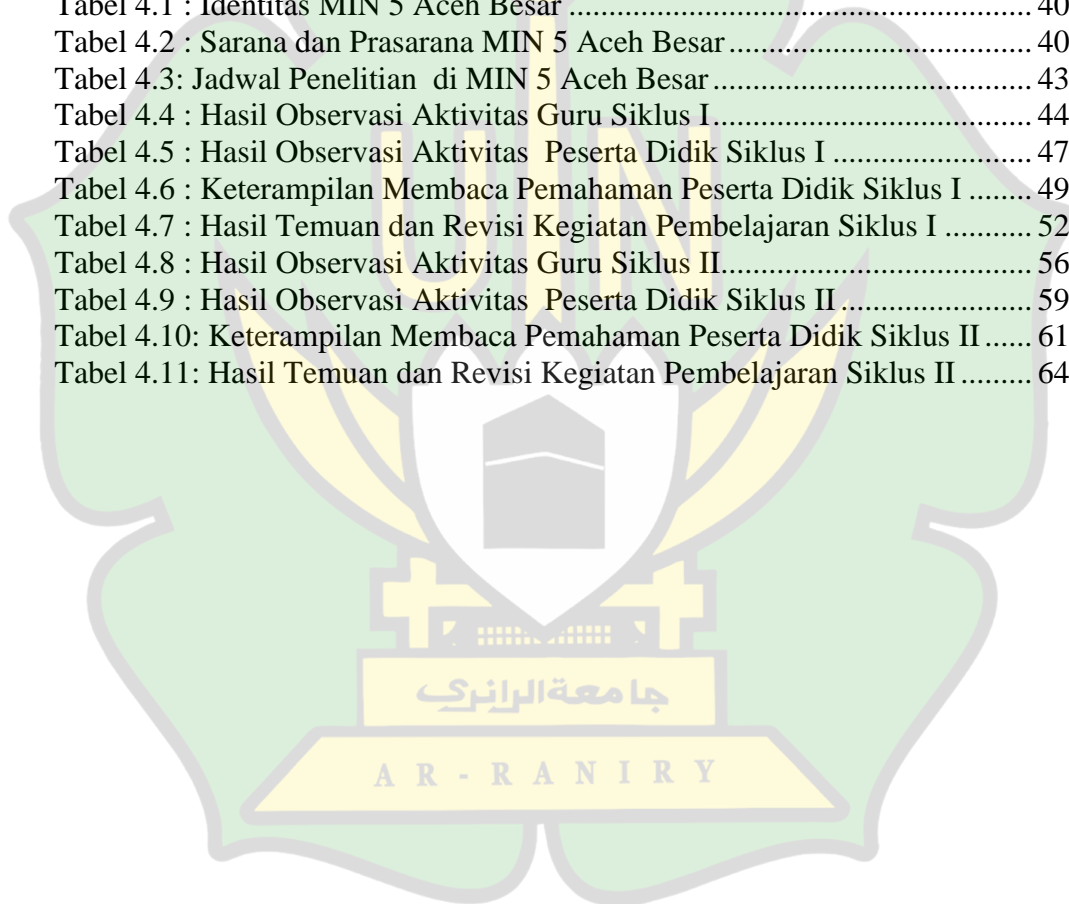 Tabel 4.1 : Identitas MIN 5 Aceh Besar ........................................................ 40
Tabel 4.2 : Sarana dan Prasarana MIN 5 Aceh Besar ..................................... 40
Tabel 4.3: Jadwal Penelitian  di MIN 5 Aceh Besar ....................................... 43
Tabel 4.4 : Hasil Observasi Aktivitas Guru Siklus I ....................................... 44
Tabel 4.5 : Hasil Observasi Aktivitas  Peserta Didik Siklus I ........................ 47
Tabel 4.6 : Keterampilan Membaca Pemahaman Peserta Didik Siklus I ....... 49
Tabel 4.7 : Hasil Temuan dan Revisi Kegiatan Pembelajaran Siklus I ........... 52
Tabel 4.8 : Hasil Observasi Aktivitas Guru Siklus II...................................... 56
Tabel 4.9 : Hasil Observasi Aktivitas  Peserta Didik Siklus II ....................... 59
Tabel 4.10: Keterampilan Membaca Pemahaman Peserta Didik Siklus II ...... 61
Tabel 4.11: Hasil Temuan dan Revisi Kegiatan Pembelajaran Siklus II ......... 64
UIN
جامعة الرانري
AR-RANIRY